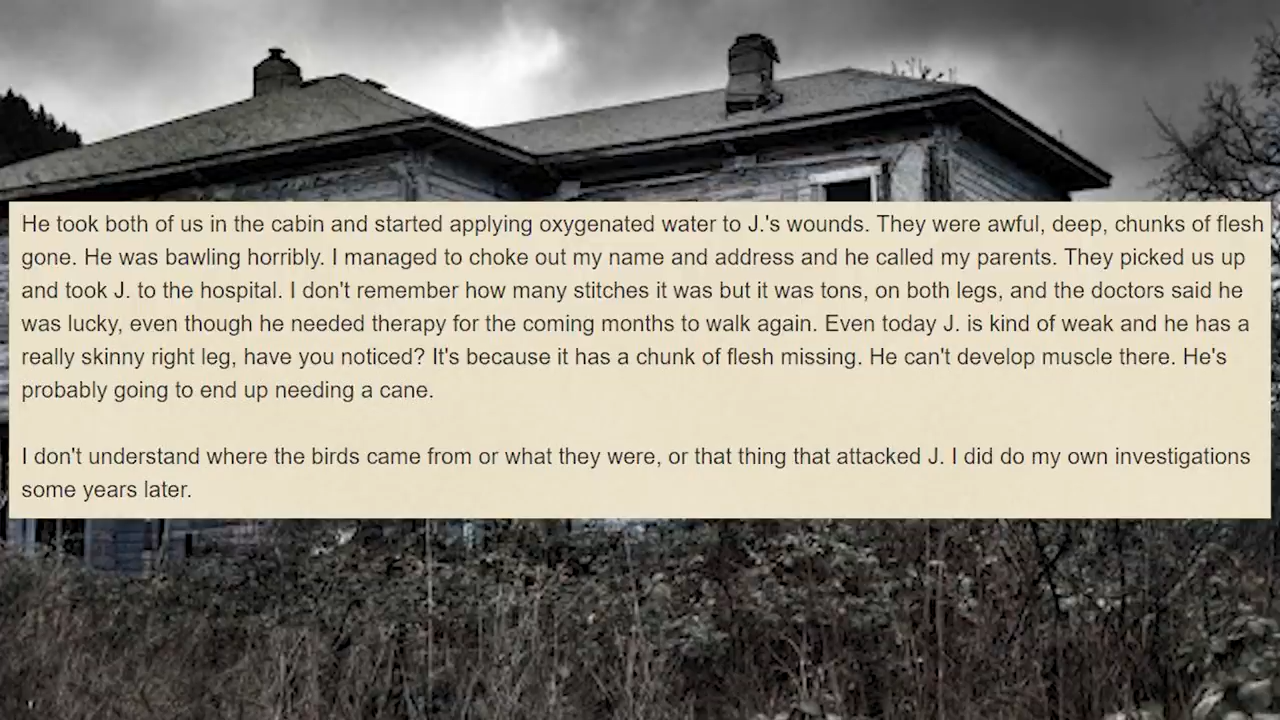 He took both of us in the cabin and started applying oxygenated water to J.'s wounds. They were awful, deep, chunks of flesh
gone. He was bawling horribly. I managed to choke out my name and address and he called my parents. They picked us up
and took J. to the hospital. I don't remember how many stitches it was but it was tons, on both legs, and the doctors said he
was lucky, even though he needed therapy for the coming months to walk again. Even today J. is kind of weak and he has a
really skinny right leg, have you noticed? It's because it has a chunk of flesh missing. He can't develop muscle there. He's
probably going to end up needing a cane.
I don't understand where the birds came from or what they were, or that thing that attacked J. I did do my own investigations
some years later.